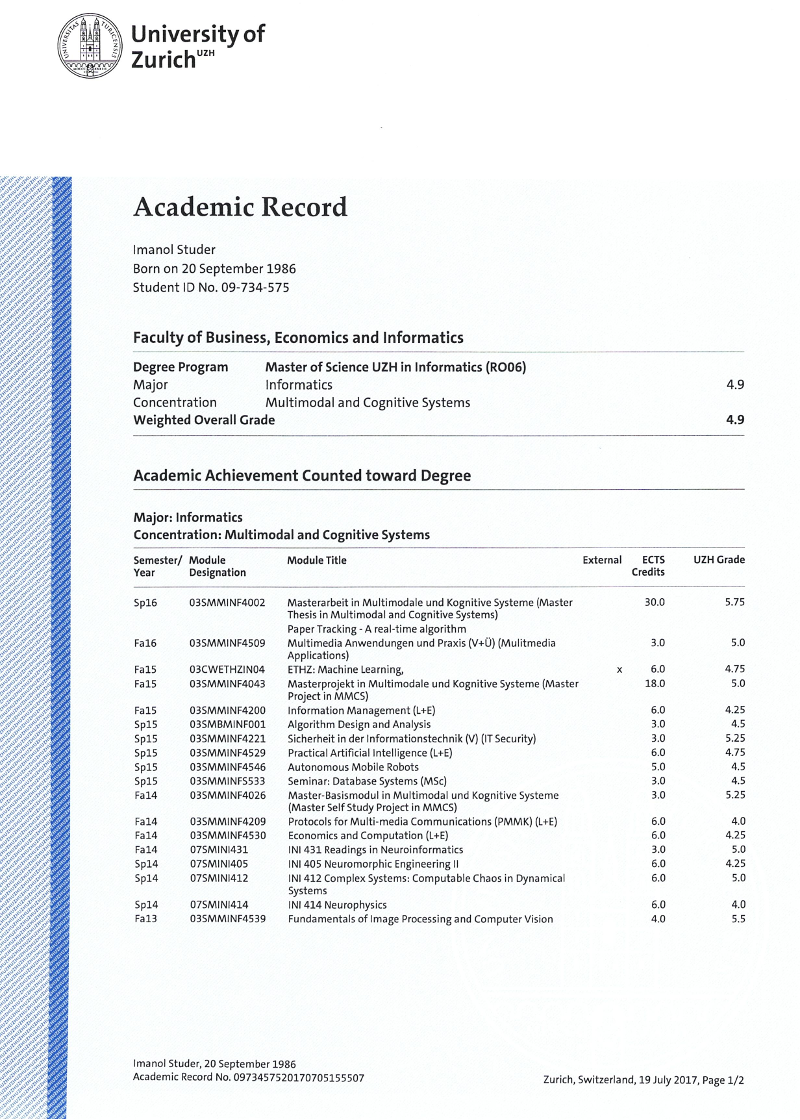 University of
Zurich UZH
UNIVERSITAS TURICENSIS
Academic Record
Imanol Studer
Born on 20 September 1986
Student ID No. 09-734-575
Faculty of Business, Economics and Informatics
Degree Program Master of Science UZH in Informatics (RO06)
Major Informatics 4.9
Concentration Multimodal and Cognitive Systems
Weighted Overall Grade 4.9
Academic Achievement Counted toward Degree
Major: Informatics
Concentration: Multimodal and Cognitive Systems
Semester/ Module Module Title External ECTS UZH Grade
Year Designation Credits
Sp16 03SMMINF4002 Masterarbeit in Multimodale und Kognitive Systeme (Master 30.0 5.75
Thesis in Multimodal and Cognitive Systems)
Paper Tracking - A real-time algorithm
Fa16 03SMMINF4509 Multimedia Anwendungen und Praxis (V+Ü) (Mulitmedia 3.0 5.0
Applications)
Fa15 03CWETHZIN04 ETHZ: Machine Learning, x 6.0 4.75
Fa15 03SMMINF4043 Masterprojekt in Multimodale und Kognitive Systeme (Master 18.0 5.0
Project in MMCS)
Fa15 03SMMINF4200 Information Management (L+E) 6.0 4.25
Sp15 03SMBMINF001 Algorithm Design and Analysis 3.0 4.5
Sp15 03SMMINF4221 Sicherheit in der Informationstechnik (V) (IT Security) 3.0 5.25
Sp15 03SMMINF4529 Practical Artificial Intelligence (L+E) 6.0 4.75
Sp15 03SMMINF4546 Autonomous Mobile Robots 5.0 4.5
Sp15 03SMMINF5533 Seminar: Database Systems (MSc) 3.0 4.5
Fa14 03SMMINF4026 Master-Basismodul in Multimodal und Kognitive Systeme 3.0 5.25
(Master Self Study Project in MMCS)
Fa14 03SMMINF4209 Protocols for Multi-media Communications (PMMK) (L+E) 6.0 4.0
Fa14 03SMMINF4530 Economics and Computation (L+E) 6.0 4.25
Fa14 07SMINI431 INI 431 Readings in Neuroinformatics 3.0 5.0
Sp14 07SMINI405 INI 405 Neuromorphic Engineering II 6.0 4.25
Sp14 07SMINI412 INI 412 Complex Systems: Computable Chaos in Dynamical 6.0 5.0
Systems
Sp14 07SMINI414 INI 414 Neurophysics 6.0 4.0
Fa13 03SMMINF4539 Fundamentals of Image Processing and Computer Vision 4.0 5.5
Imanol Studer, 20 September 1986
Academic Record No. 0973457520170705155507 Zurich, Switzerland, 19 July 2017, Page 1/2